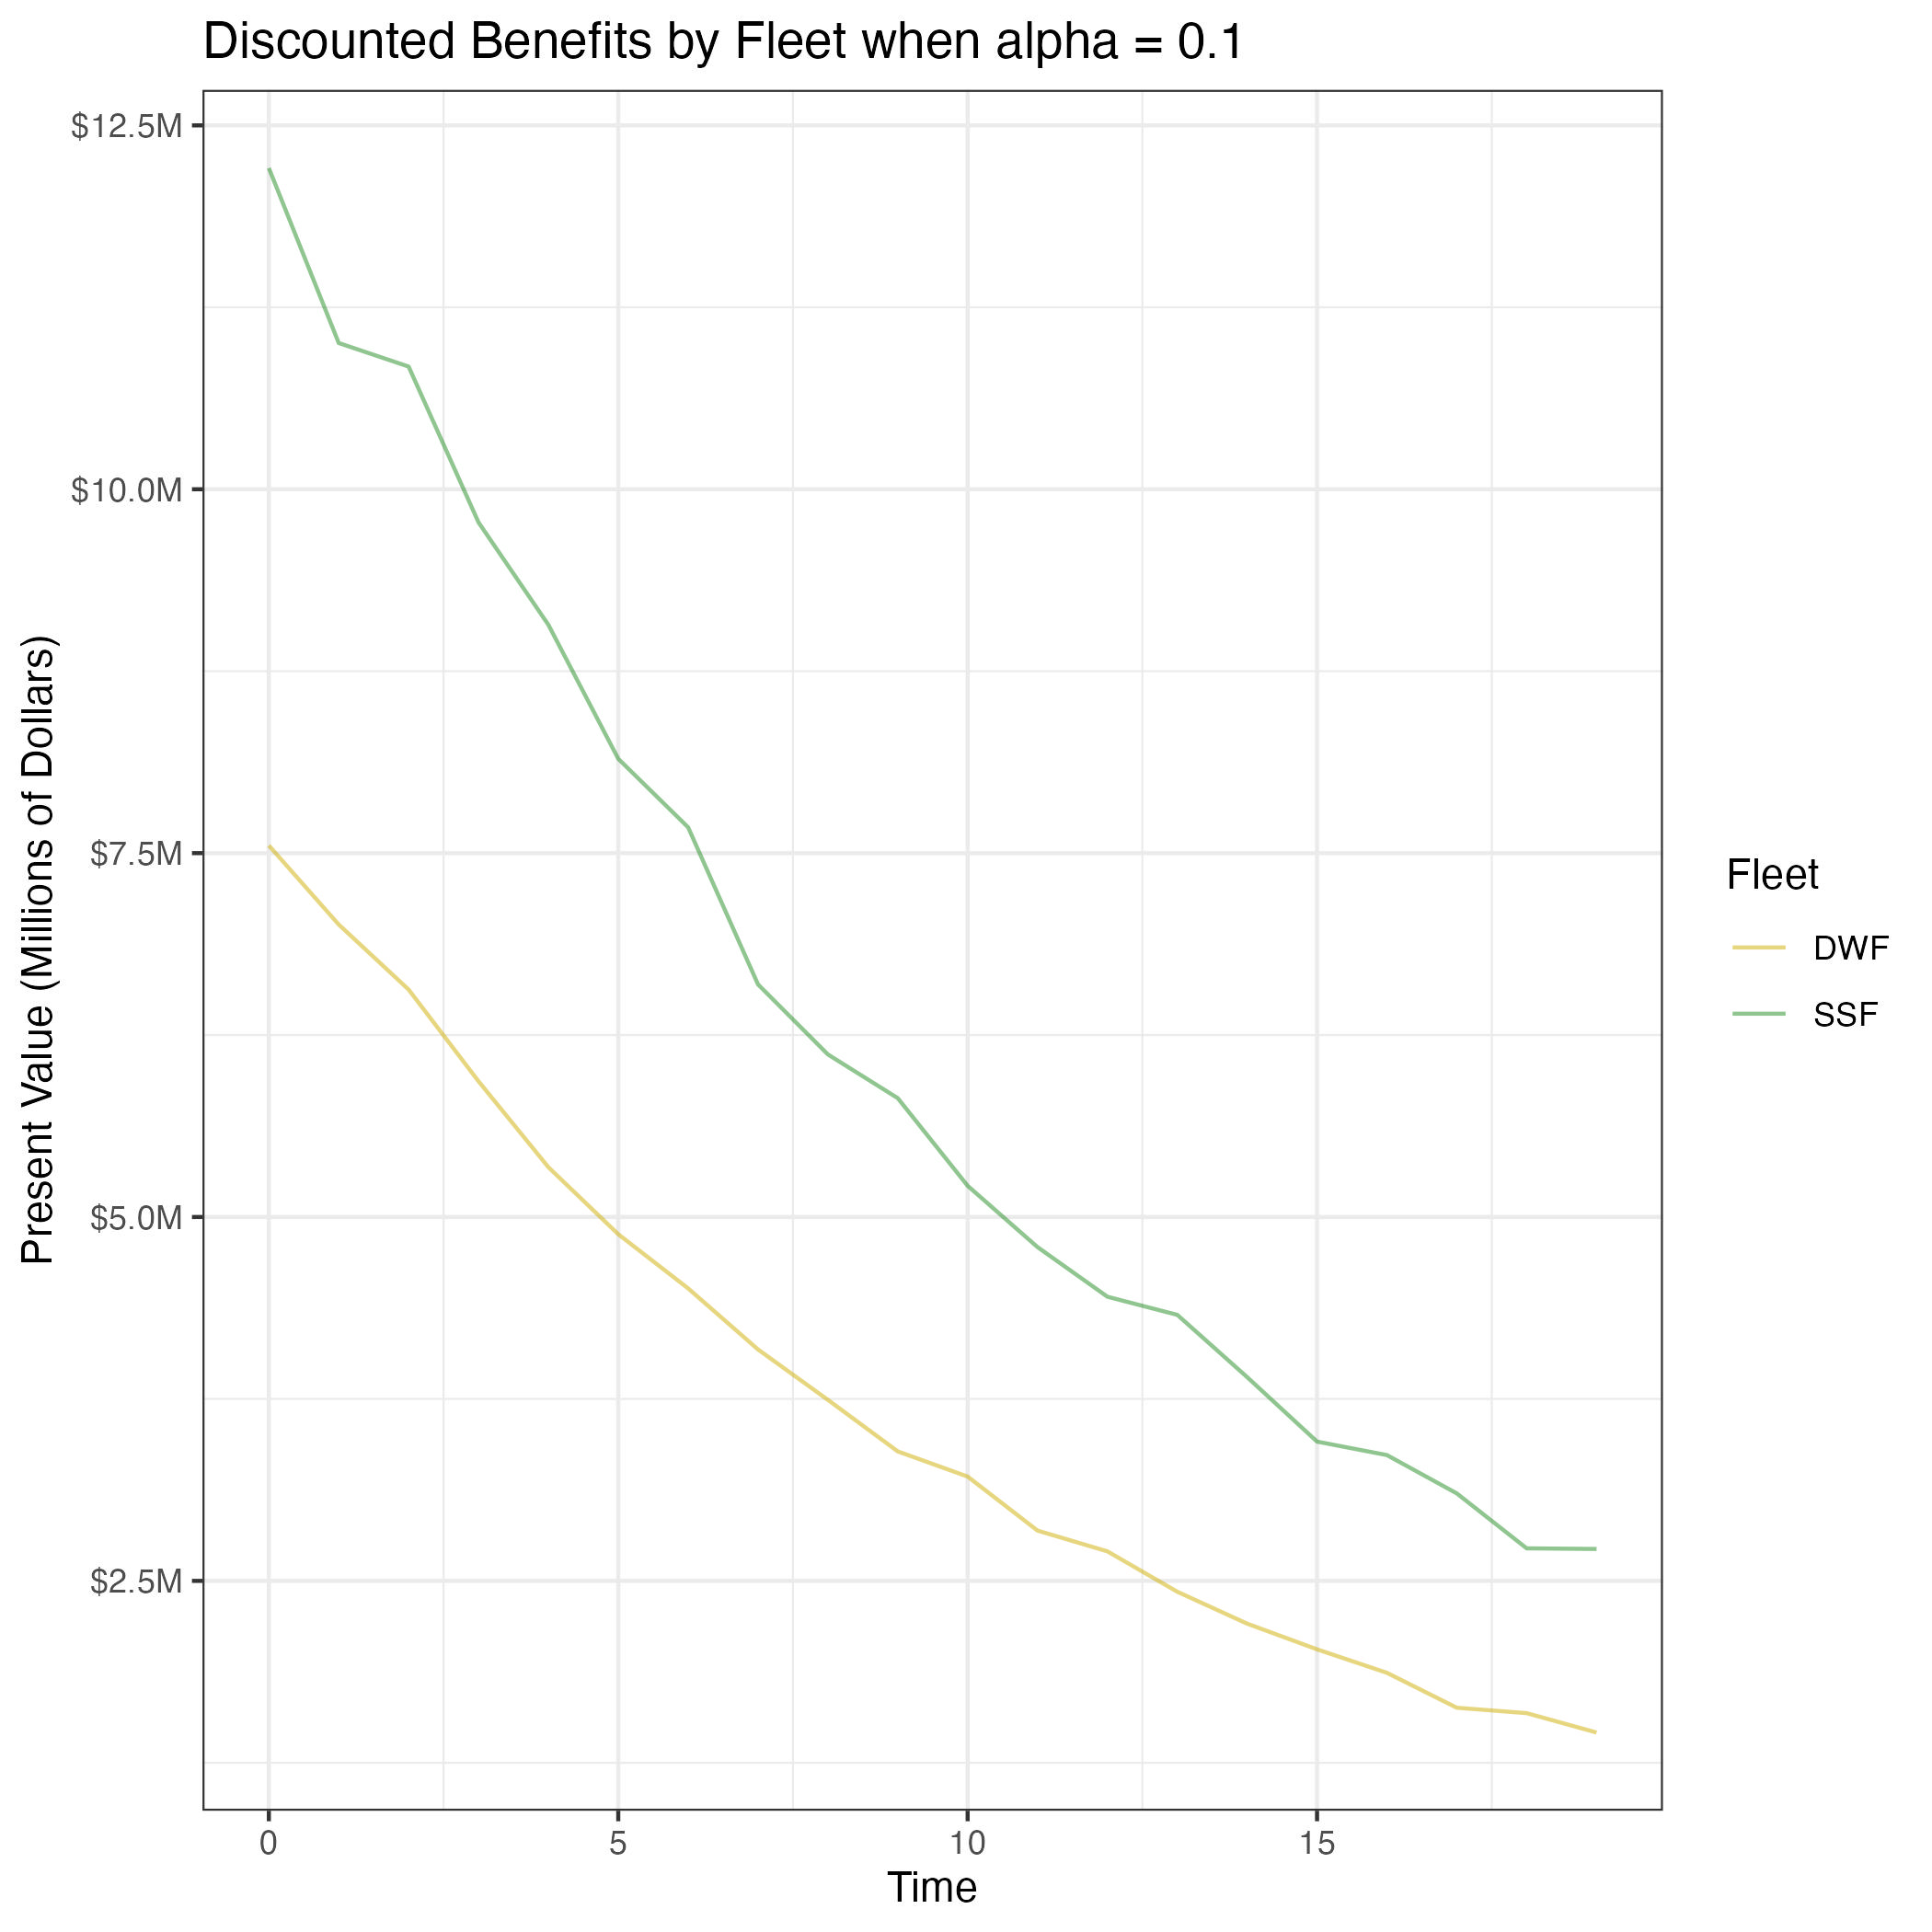 Discounted Benefits by Fleet when alpha = 0.1
$12.5M
$10.0M
$7.5M
$5.0M
$2.5M
Present Value (Millions of Dollars)
0 5 10 15
Time
Fleet
DWF
SSF